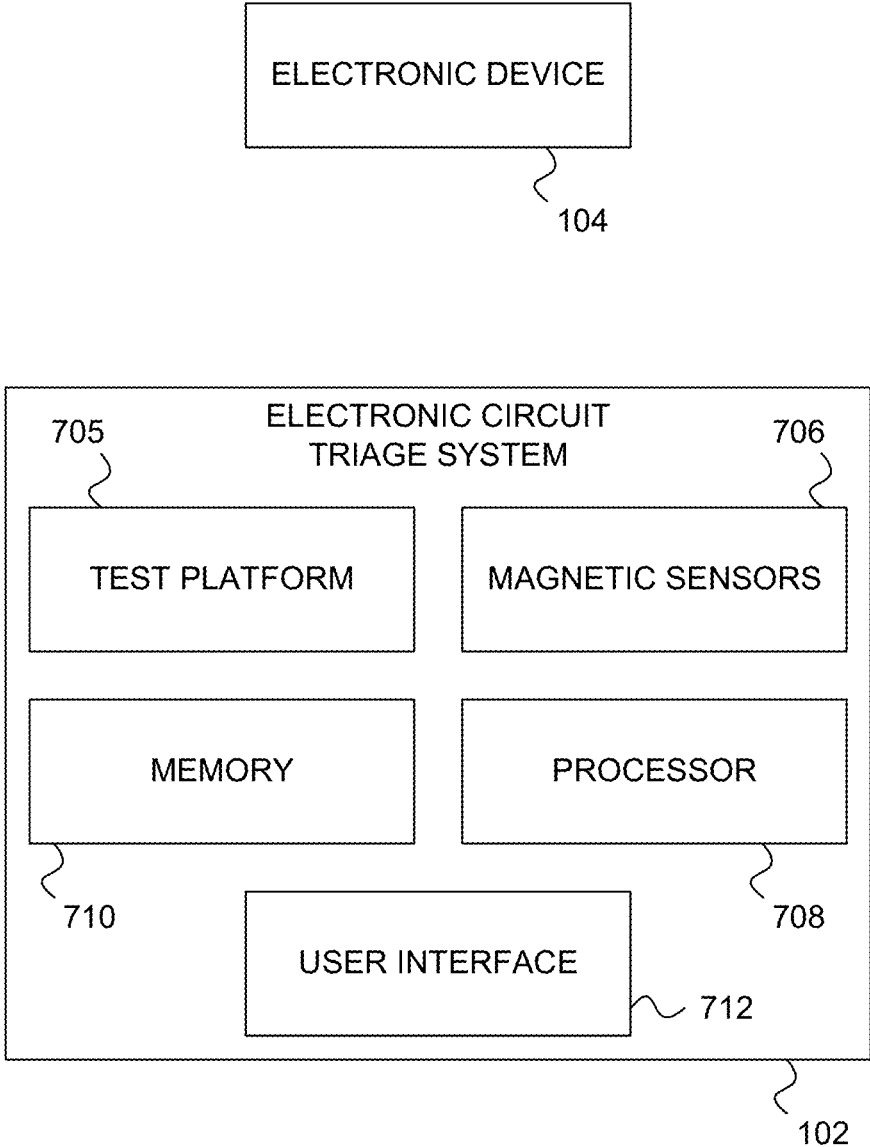 ELECTRONIC DEVICE
104
ELECTRONIC CIRCUIT
TRIAGE SYSTEM
705
706
TEST PLATFORM
MAGNETIC SENSORS
MEMORY
PROCESSOR
710
708
USER INTERFACE
712
102